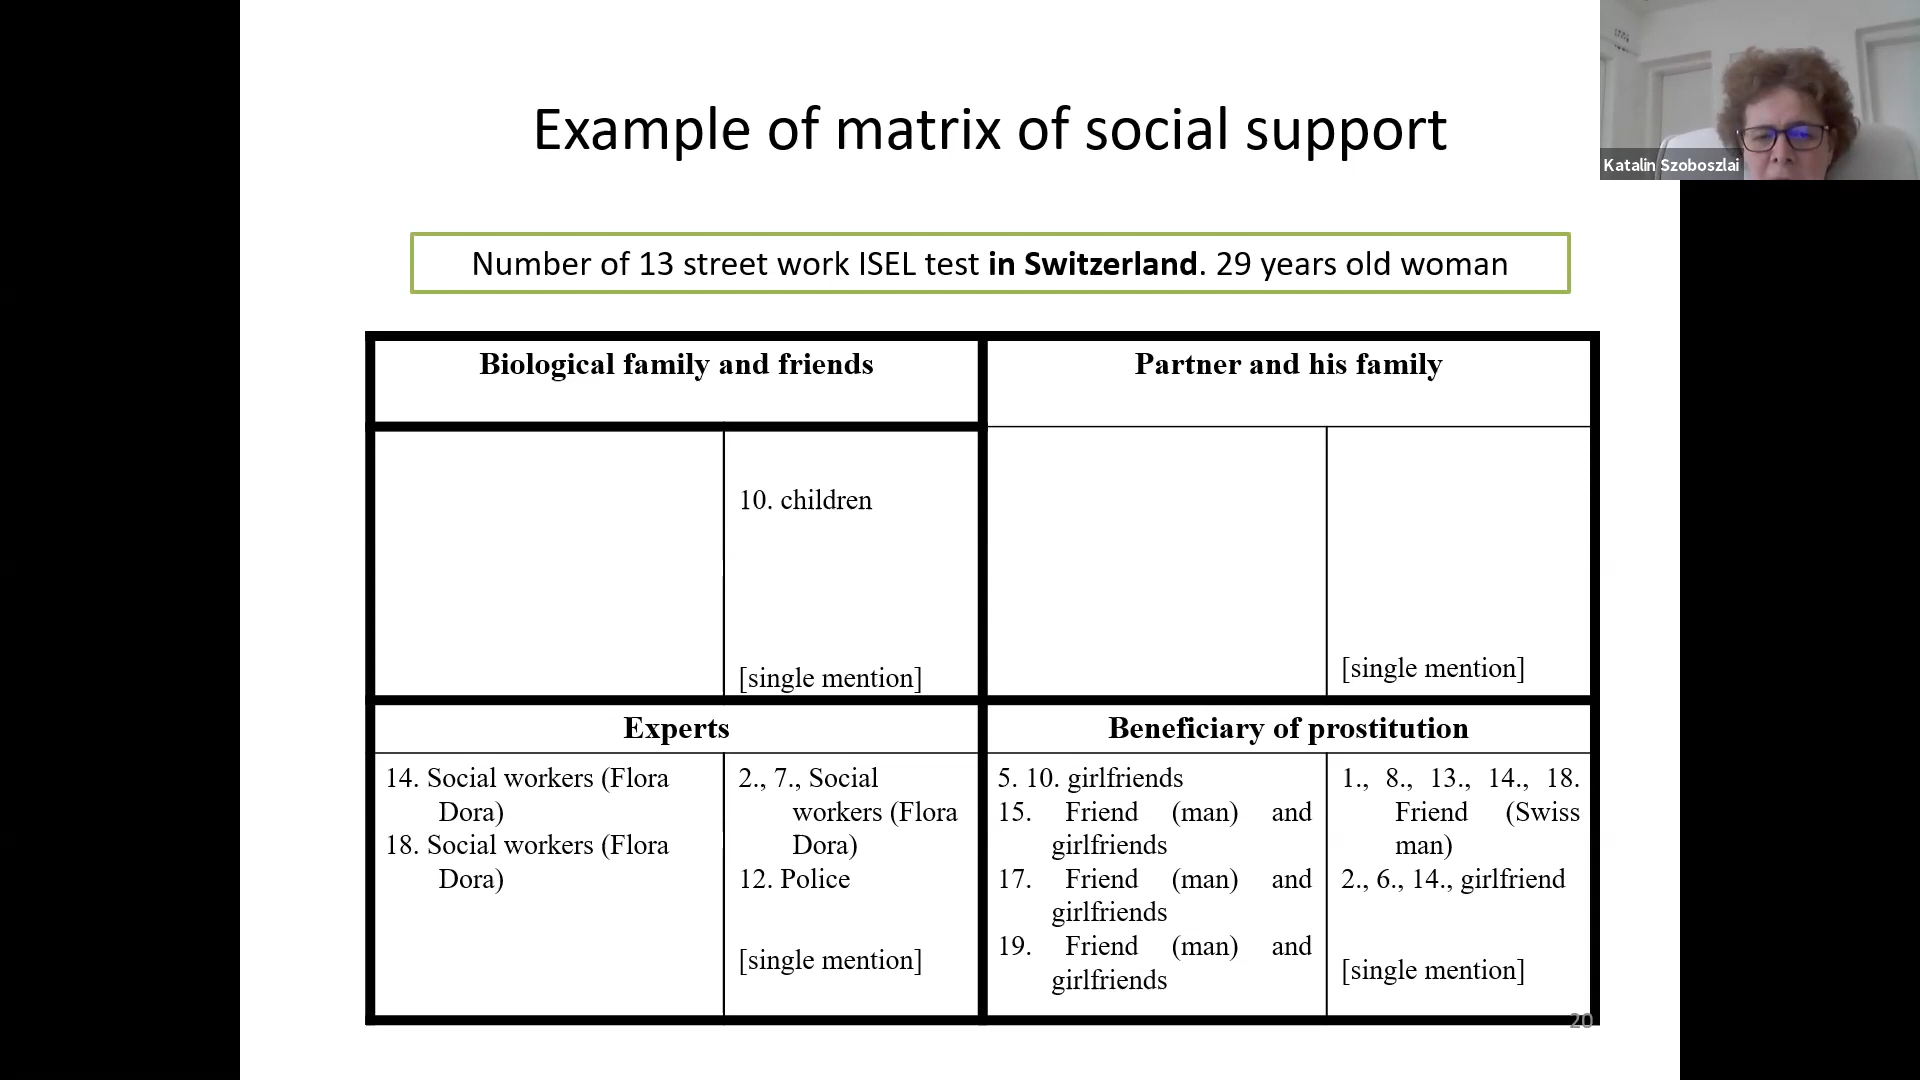 Example of matrix of social support
Katalin Szoboszlai
Number of 13 street work ISEL test in Switzerland. 29 years old woman
Biological family and friends
Partner and his family
10. children
[single mention]
[single mention]
Experts
Beneficiary of prostitution
14. Social workers (Flora
Dora)
18. Social workers (Flora
Dora)
2., 7., Social
workers (Flora
Dora)
12. Police
[single mention]
5. 10. girlfriends
15. Friend (man) and
girlfriends
17. Friend (man) and
girlfriends
19. Friend (man) and
girlfriends
1., 8., 13., 14., 18.
Friend (Swiss
man)
2., 6., 14., girlfriend
[single mention]
20